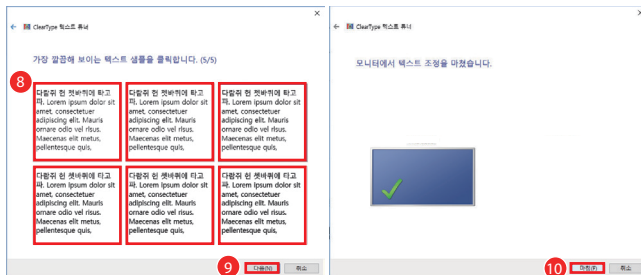 ClearType 텍스트 튜너
가장 깔끔해 보이는 텍스트 샘플을 클릭합니다. (5/5)
8
다람쥐 헌 쳇바퀴에 타고
파. Lorem ipsum dolor sit
amet, consectetuer
adipiscing elit. Mauris
ornare odio vel risus.
Maecenas elit metus,
pellentesque quis,
다람쥐 헌 쳇바퀴에 타고
파. Lorem ipsum dolor sit
amet, consectetuer
adipiscing elit. Mauris
ornare odio vel risus.
Maecenas elit metus,
pellentesque quis,
다람쥐 헌 쳇바퀴에 타고
파. Lorem ipsum dolor sit
amet, consectetuer
adipiscing elit. Mauris
ornare odio vel risus.
Maecenas elit metus,
pellentesque quis,
다람쥐 헌 쳇바퀴에 타고
파. Lorem ipsum dolor sit
amet, consectetuer
adipiscing elit. Mauris
ornare odio vel risus.
Maecenas elit metus,
pellentesque quis,
다람쥐 헌 쳇바퀴에 타고
파. Lorem ipsum dolor sit
amet, consectetuer
adipiscing elit. Mauris
ornare odio vel risus.
Maecenas elit metus,
pellentesque quis,
다람쥐 헌 쳇바퀴에 타고
파. Lorem ipsum dolor sit
amet, consectetuer
adipiscing elit. Mauris
ornare odio vel risus.
Maecenas elit metus,
pellentesque quis,
9 다음(N) 취소
ClearType 텍스트 튜너
모니터에서 텍스트 조정을 마쳤습니다.
10 마침(F) 취소